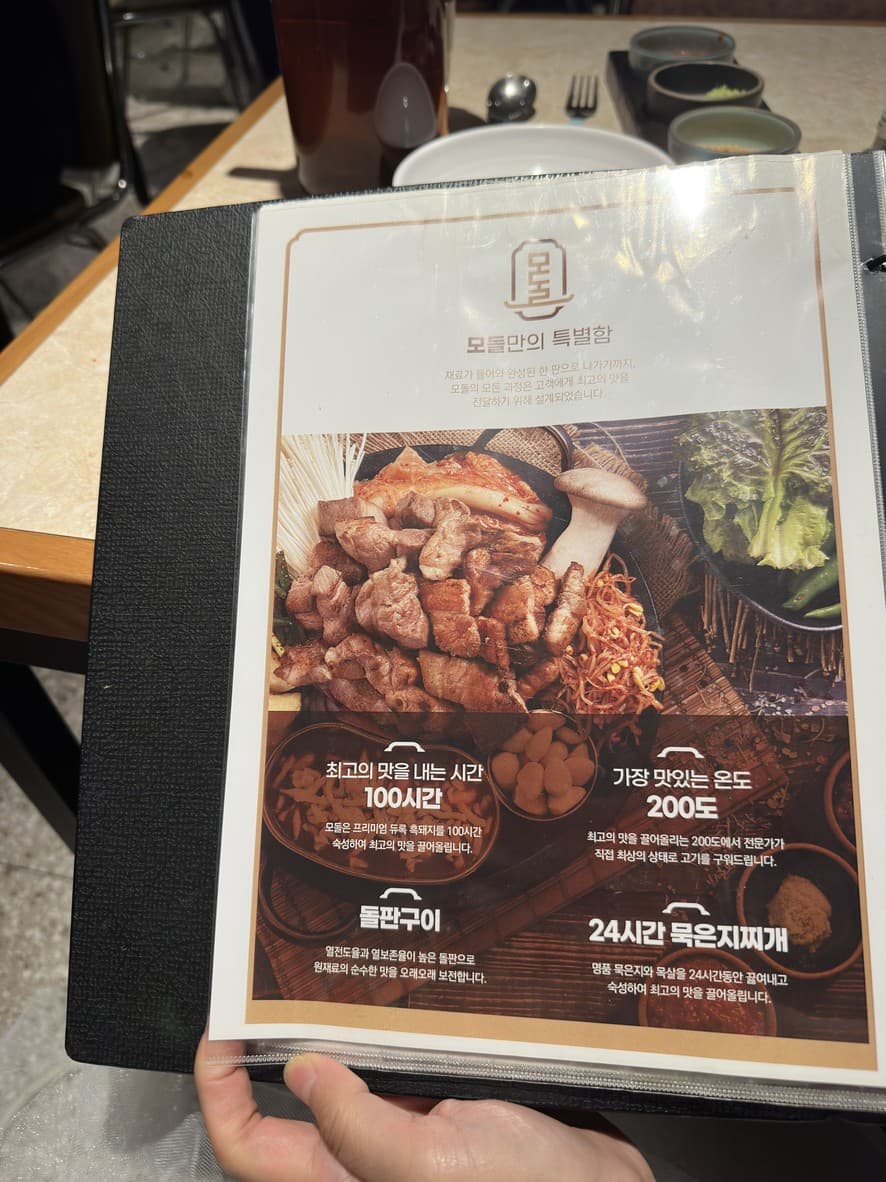 모돌
모돌만의 특별함
재료가 들어와 완성된 한 판으로 나가기까지,
모돌의 모든 과정은 고객에게 최고의 맛을
전달하기 위해 설계되었습니다.
최고의 맛을 내는 시간
100시간
모돌은 프리미엄 듀록 흑돼지를 100시간
숙성하여 최고의 맛을 끌어올립니다.
가장 맛있는 온도
200도
최고의 맛을 끌어올리는 200도에서 전문가가
직접 최상의 상태로 고기를 구워드립니다.
돌판구이
열전도율과 열보존율이 높은 돌판으로
원재료의 순수한 맛을 오래오래 보전합니다.
24시간 묵은지찌개
명품 묵은지와 목살을 24시간동안 끓여내고
숙성하여 최고의 맛을 끌어올립니다.